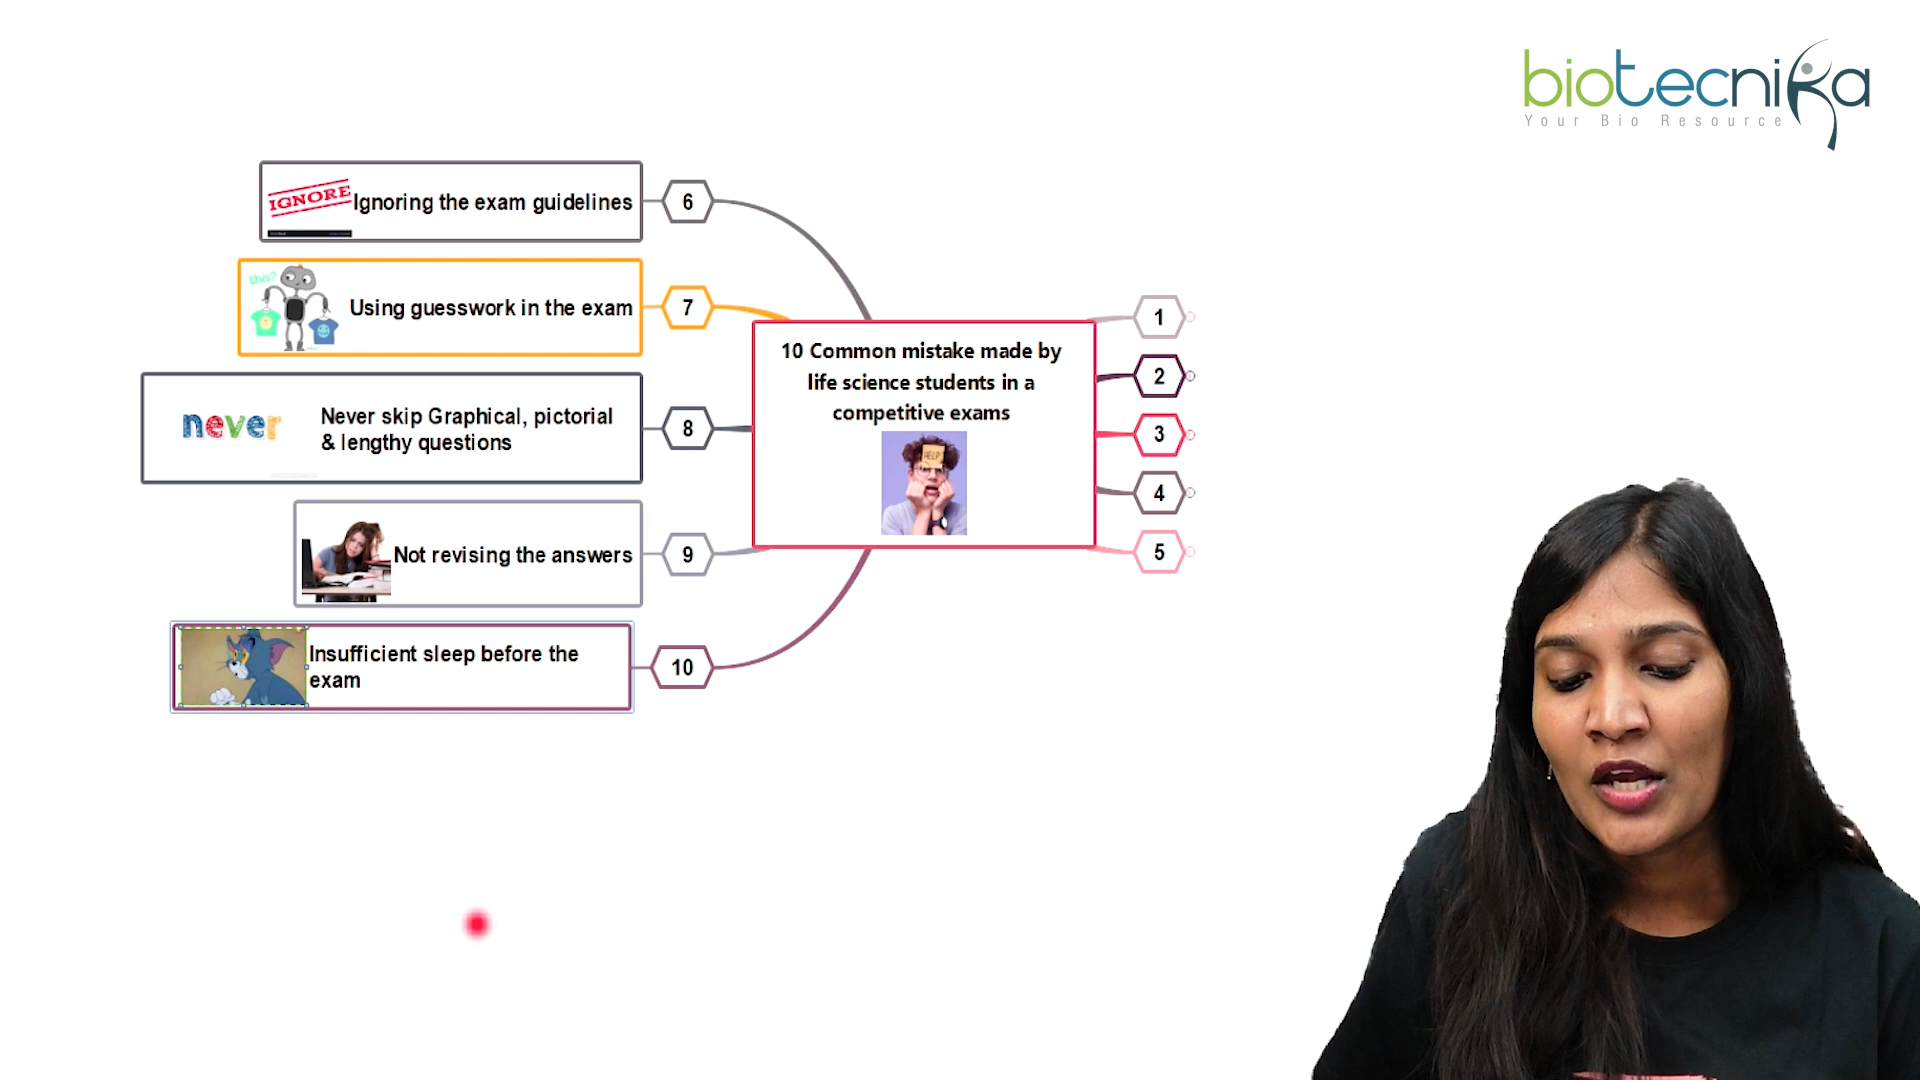 biotecnika
Your Bio Resource
IGNORE
Ignoring the exam guidelines
6
this?
Using guesswork in the exam
7
never
Never skip Graphical, pictorial
& lengthy questions
8
Not revising the answers
9
Insufficient sleep before the
exam
10
10 Common mistake made by
life science students in a
competitive exams
HELP
1
2
3
4
5